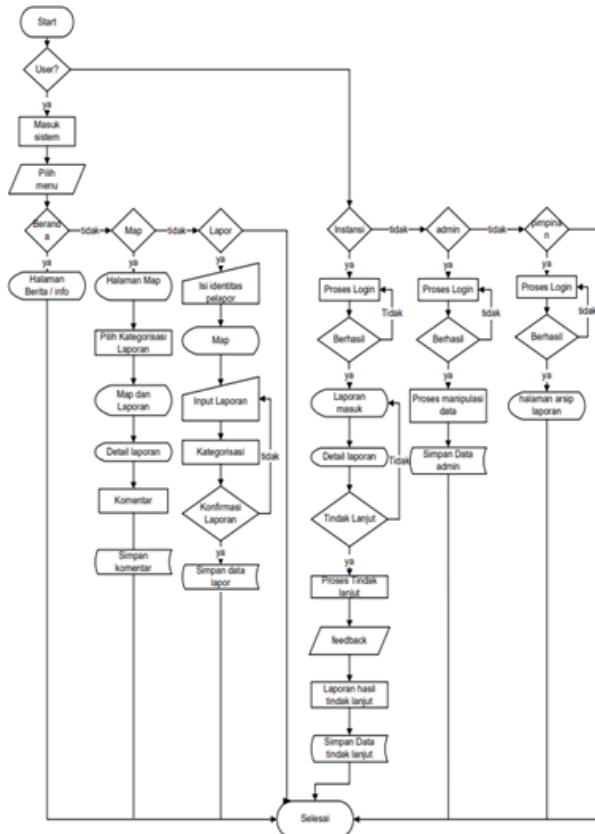 Start
User?
ya
Masuk
sistem
Pilih
menu
Berand
a
tidak
Map
tidak
Lapor
ya
Halaman
Berita / info
ya
Halaman Map
Pilih Kategorisasi
Laporan
Map dan
Laporan
Detail laporan
Komentar
Simpan
komentar
ya
Isi identitas
pelapor
Map
Input Laporan
Kategorisasi
tidak
Konfirmasi
Laporan
ya
Simpan data
lapor
Instansi
tidak
admin
tidak
pimpina
n
ya
Proses Login
Tidak
Berhasil
ya
Laporan
masuk
Detail laporan
Tidak
Tindak Lanjut
ya
Proses Tindak
lanjut
feedback
Laporan hasil
tindak lanjut
Simpan Data
tindak lanjut
ya
Proses Login
tidak
Berhasil
ya
Proses manipulasi
data
Simpan Data
admin
ya
Proses Login
tidak
Berhasil
ya
halaman arsip
laporan
Selesai